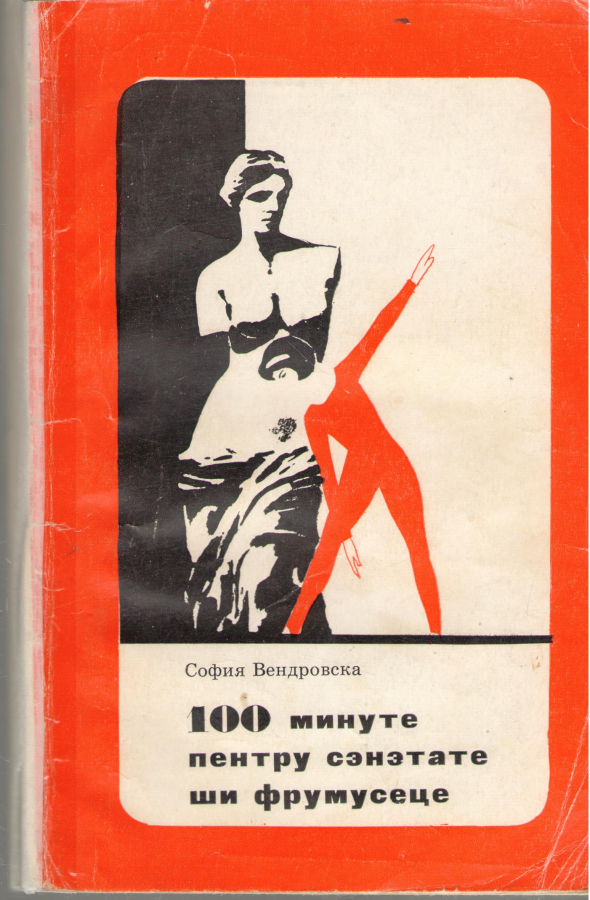 София Вендровска
100 минуте
пентру сэнэтате
ши фрумусеце